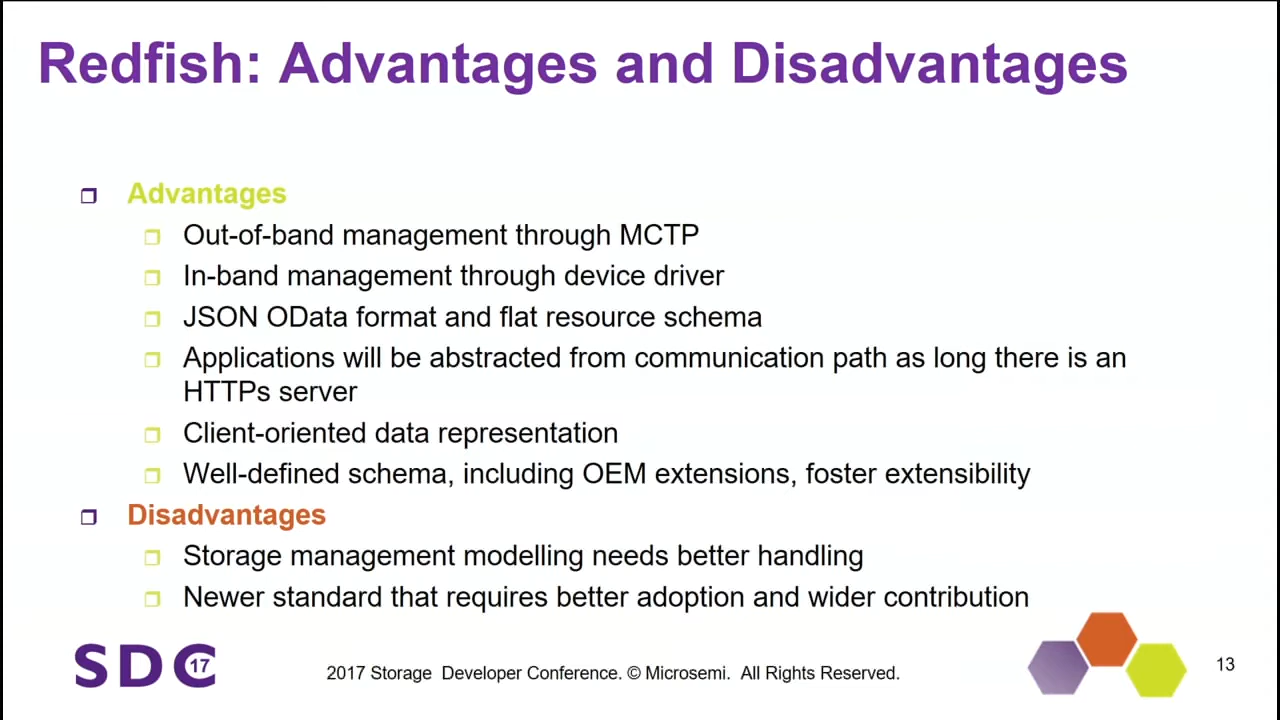 Redfish: Advantages and Disadvantages
Advantages
Out-of-band management through MCTP
In-band management through device driver
JSON OData format and flat resource schema
Applications will be abstracted from communication path as long there is an
HTTPs server
Client-oriented data representation
Well-defined schema, including OEM extensions, foster extensibility
Disadvantages
Storage management modelling needs better handling
Newer standard that requires better adoption and wider contribution
SDC 17
2017 Storage Developer Conference. © Microsemi. All Rights Reserved.
13